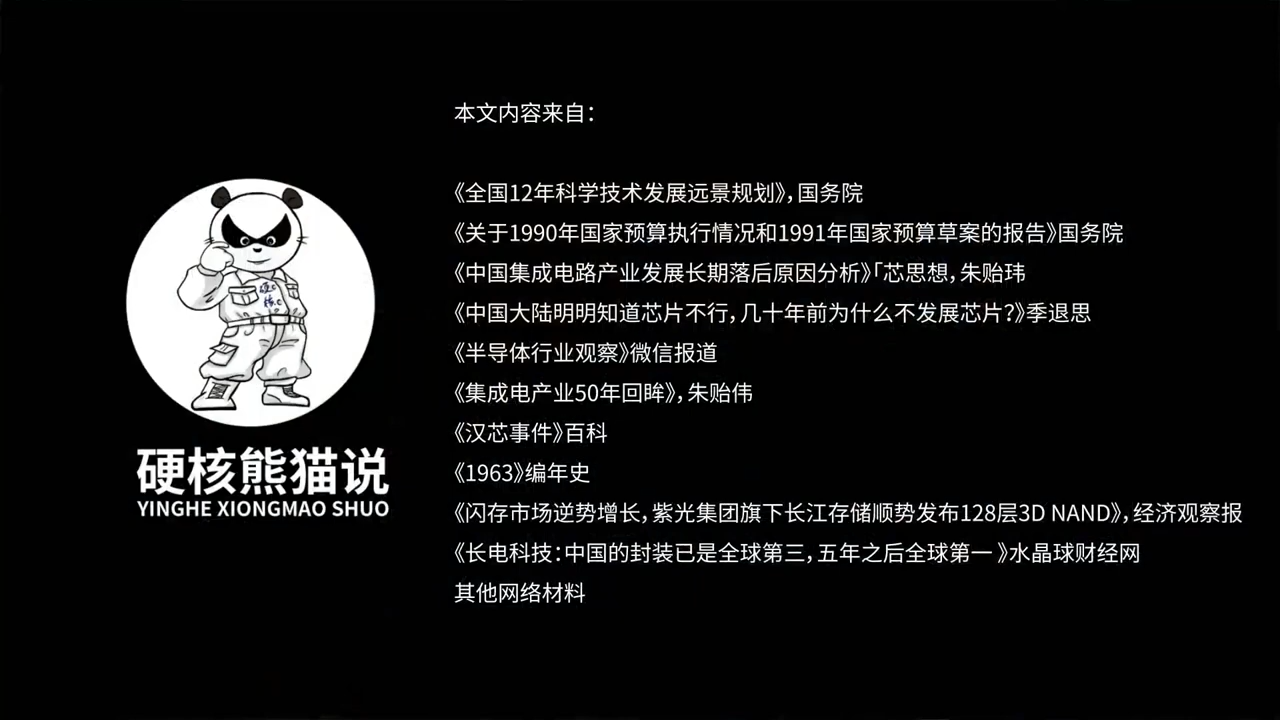 本文内容来自：
《全国12年科学技术发展远景规划》，国务院
《关于1990年国家预算执行情况和1991年国家预算草案的报告》国务院
《中国集成电路产业发展长期落后原因分析》「芯思想，朱贻玮
《中国大陆明明知道芯片不行，几十年前为什么不发展芯片？》季退思
《半导体行业观察》微信报道
《集成电产业50年回眸》，朱贻伟
《汉芯事件》百科
《1963》编年史
《闪存市场逆势增长，紫光集团旗下长江存储顺势发布128层3D NAND》，经济观察报
《长电科技：中国的封装已是全球第三，五年之后全球第一 》水晶球财经网
其他网络材料
硬核
硬核熊猫说
YINGHE XIONGMAO SHUO